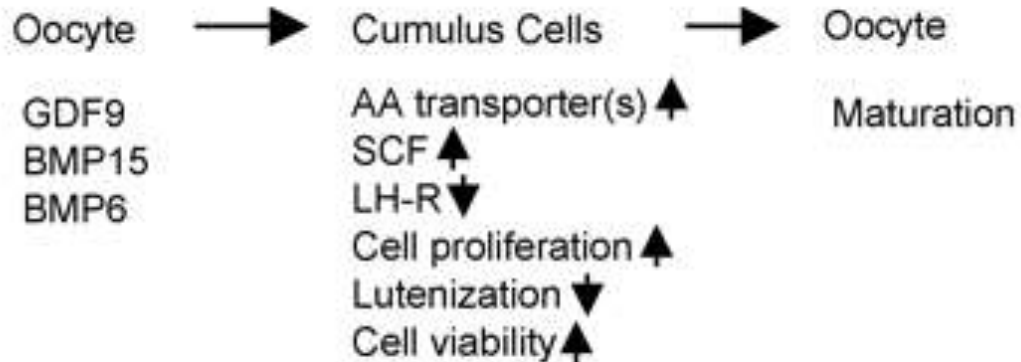 Oocyte Cumulus Cells Oocyte
GDF9
BMP15
BMP6
AA transporter(s)
SCF
LH-R
Cell proliferation
Lutenization
Cell viability
Maturation